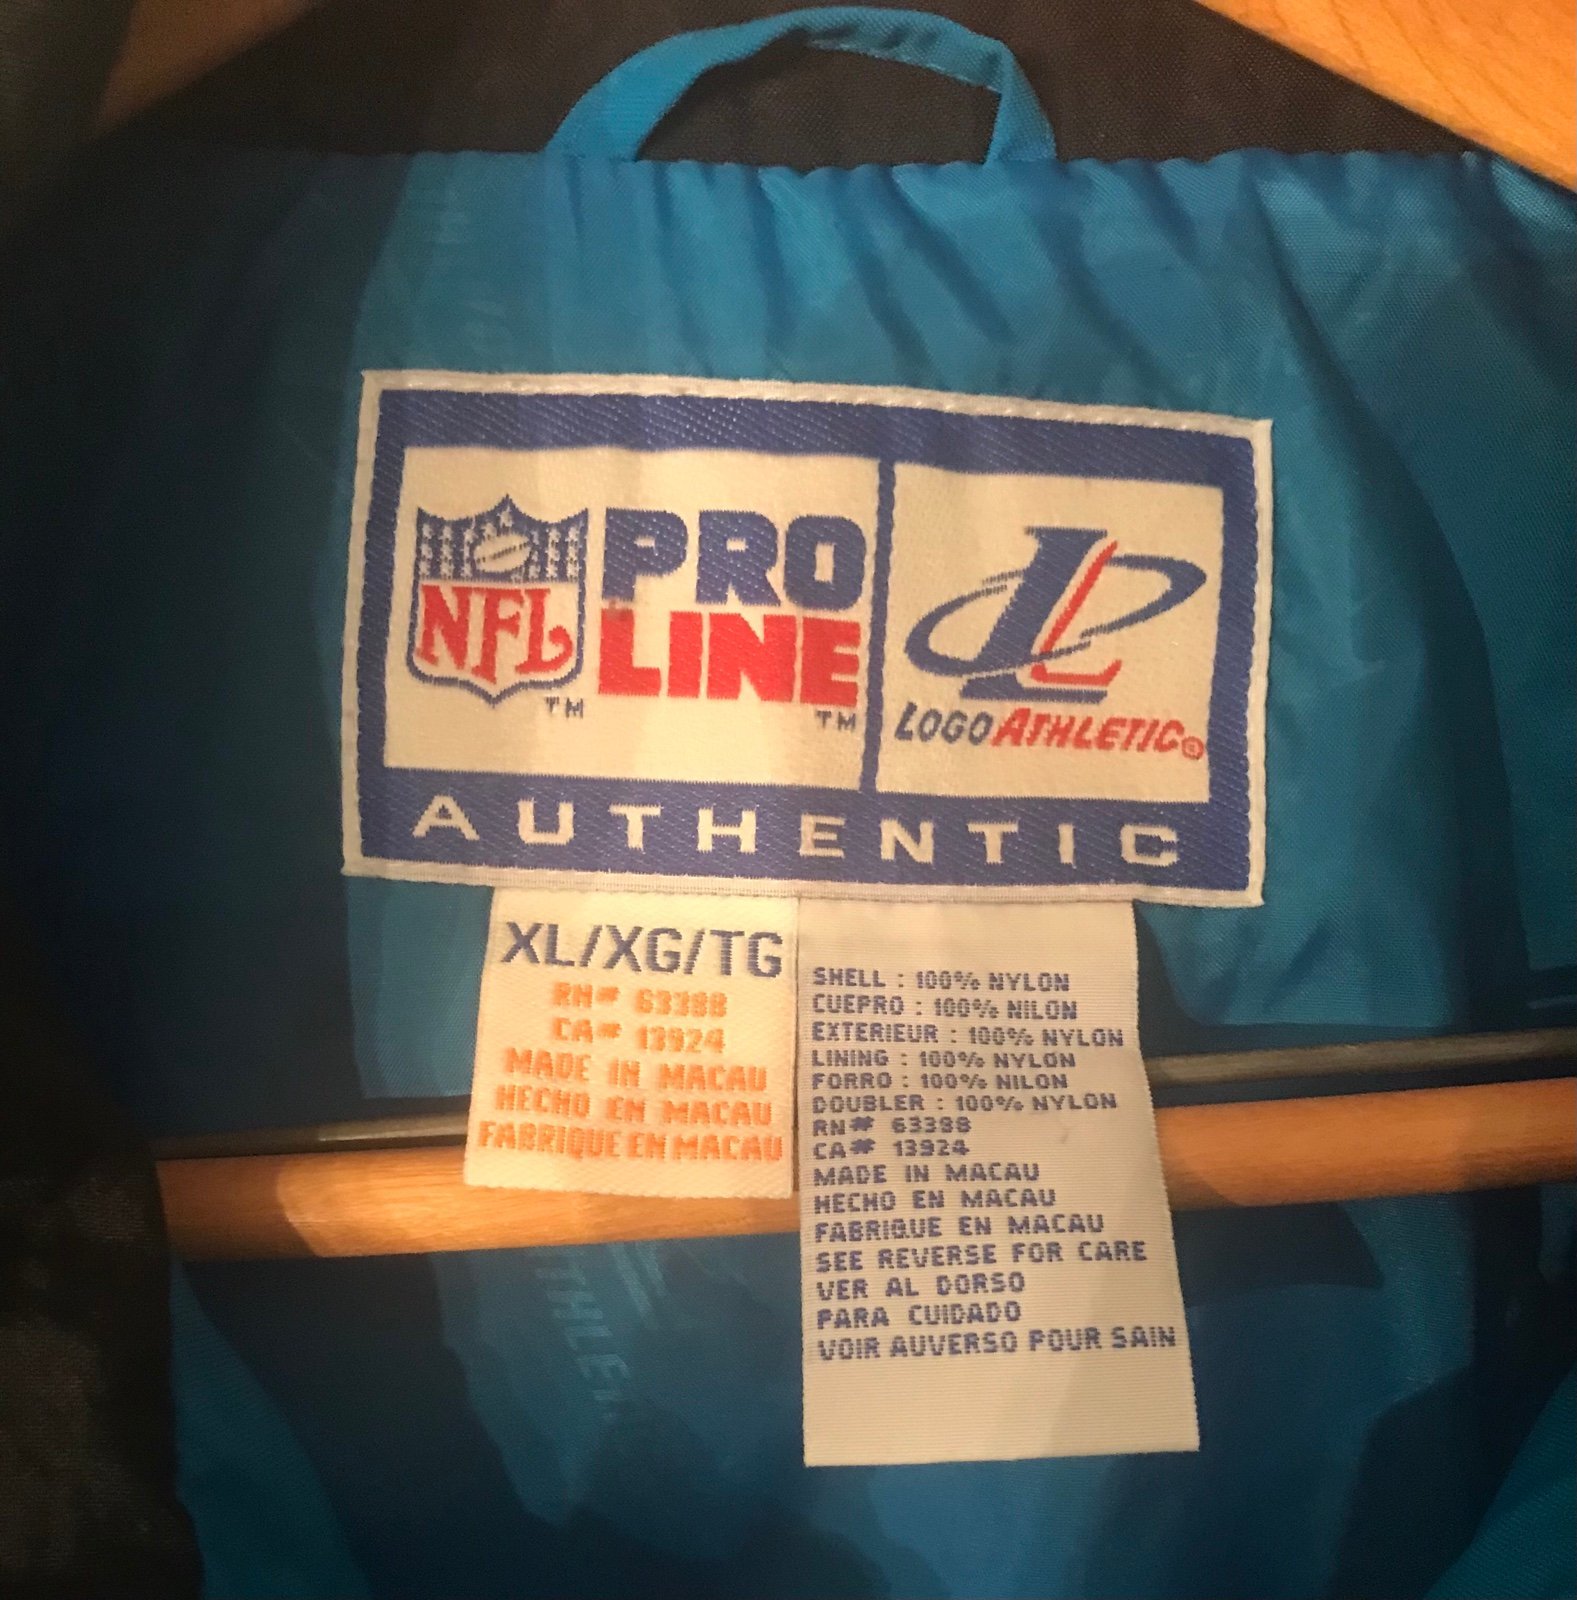 NFL
TM
PRO
LINE
TM
L
LOGO ATHLETIC®
AUTHENTIC
XL/XG/TG
RN# 63398
CA# 13924
MADE IN MACAU
HECHO EN MACAU
FABRIQUE EN MACAU
SHELL : 100% NYLON
CUEPRO : 100% NILON
EXTERIEUR : 100% NYLON
LINING : 100% NYLON
FORRO : 100% NILON
DOUBLER : 100% NYLON
RN# 63398
CA# 13924
MADE IN MACAU
HECHO EN MACAU
FABRIQUE EN MACAU
SEE REVERSE FOR CARE
VER AL DORSO
PARA CUIDADO
VOIR AUVERSO POUR SAIN